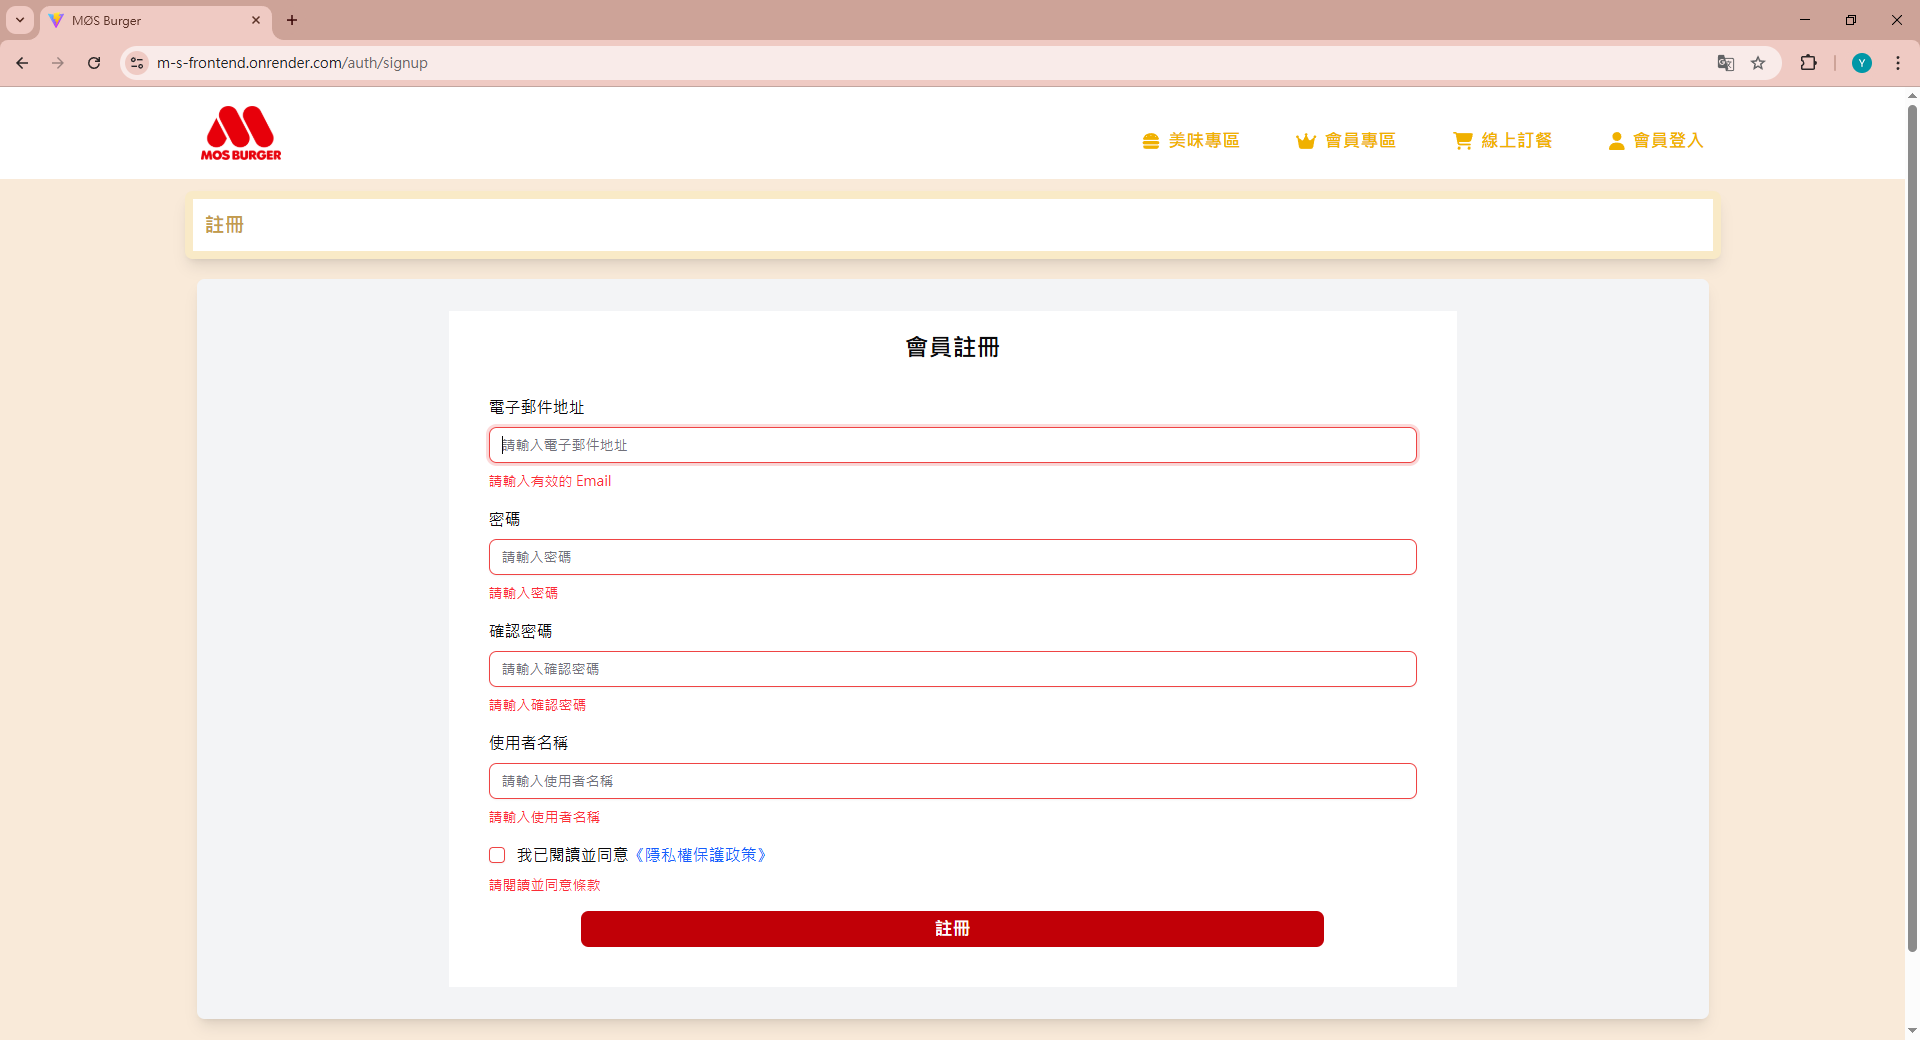 MØS Burger
m-s-frontend.onrender.com/auth/signup
Y
MOS BURGER
美味專區
會員專區
線上訂餐
會員登入
註冊
會員註冊
電子郵件地址
請輸入電子郵件地址
請輸入有效的 Email
密碼
請輸入密碼
請輸入密碼
確認密碼
請輸入確認密碼
請輸入確認密碼
使用者名稱
請輸入使用者名稱
請輸入使用者名稱
我已閱讀並同意《隱私權保護政策》
請閱讀並同意條款
註冊